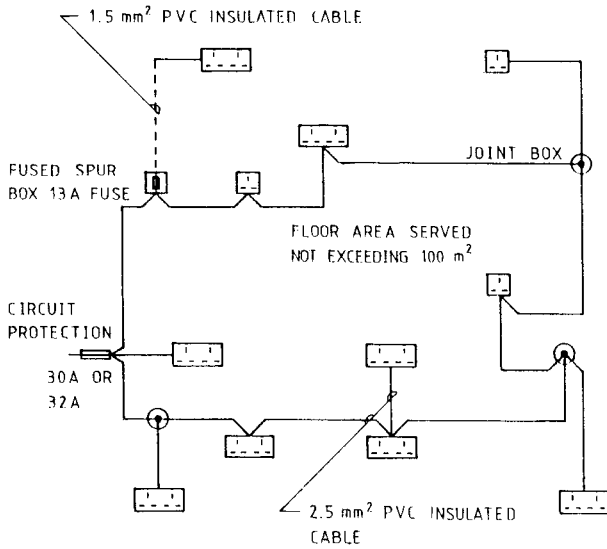 1.5 mm² PVC INSULATED CABLE
FUSED SPUR
BOX 13A FUSE
JOINT BOX
FLOOR AREA SERVED
NOT EXCEEDING 100 m²
CIRCUIT
PROTECTION
30A OR
32A
2.5 mm² PVC INSULATED
CABLE